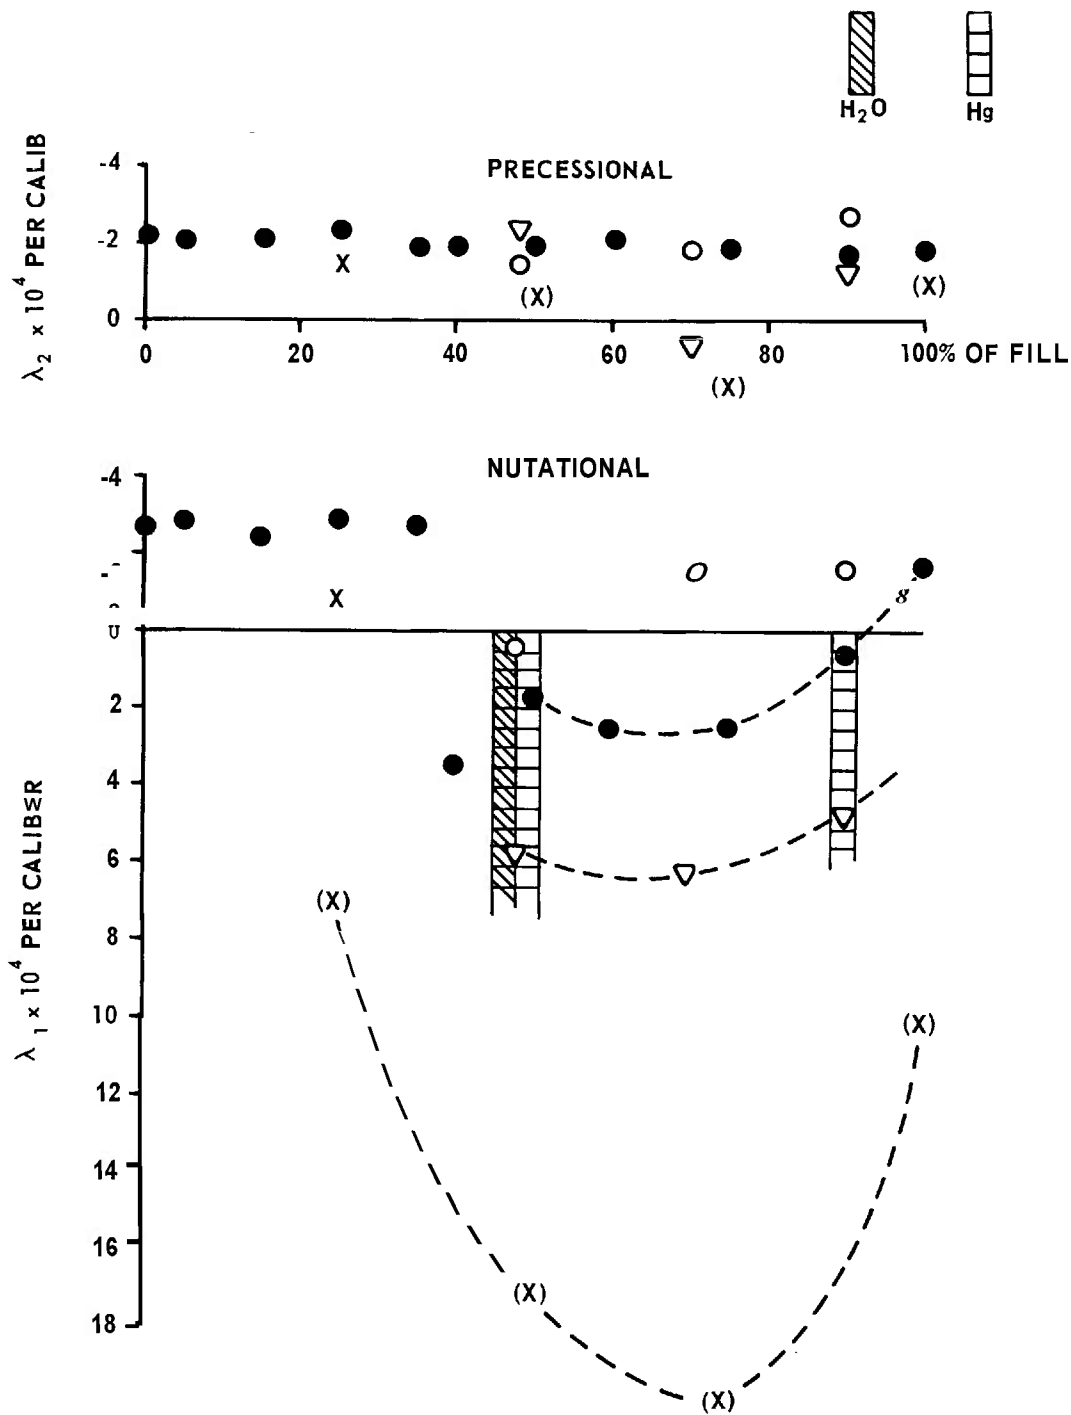 H₂O Hg
PRECESSIONAL
λ₂ x 10⁴ PER CALIB
-4
-2
0
0 20 40 60 80 100% OF FILL
X
(X)
(X)
(X)
NUTATIONAL
λ₁ x 10⁴ PER CALIBER
-4
X
2
4
6
8
10
12
14
16
18
(X)
(X)
(X)
(X)